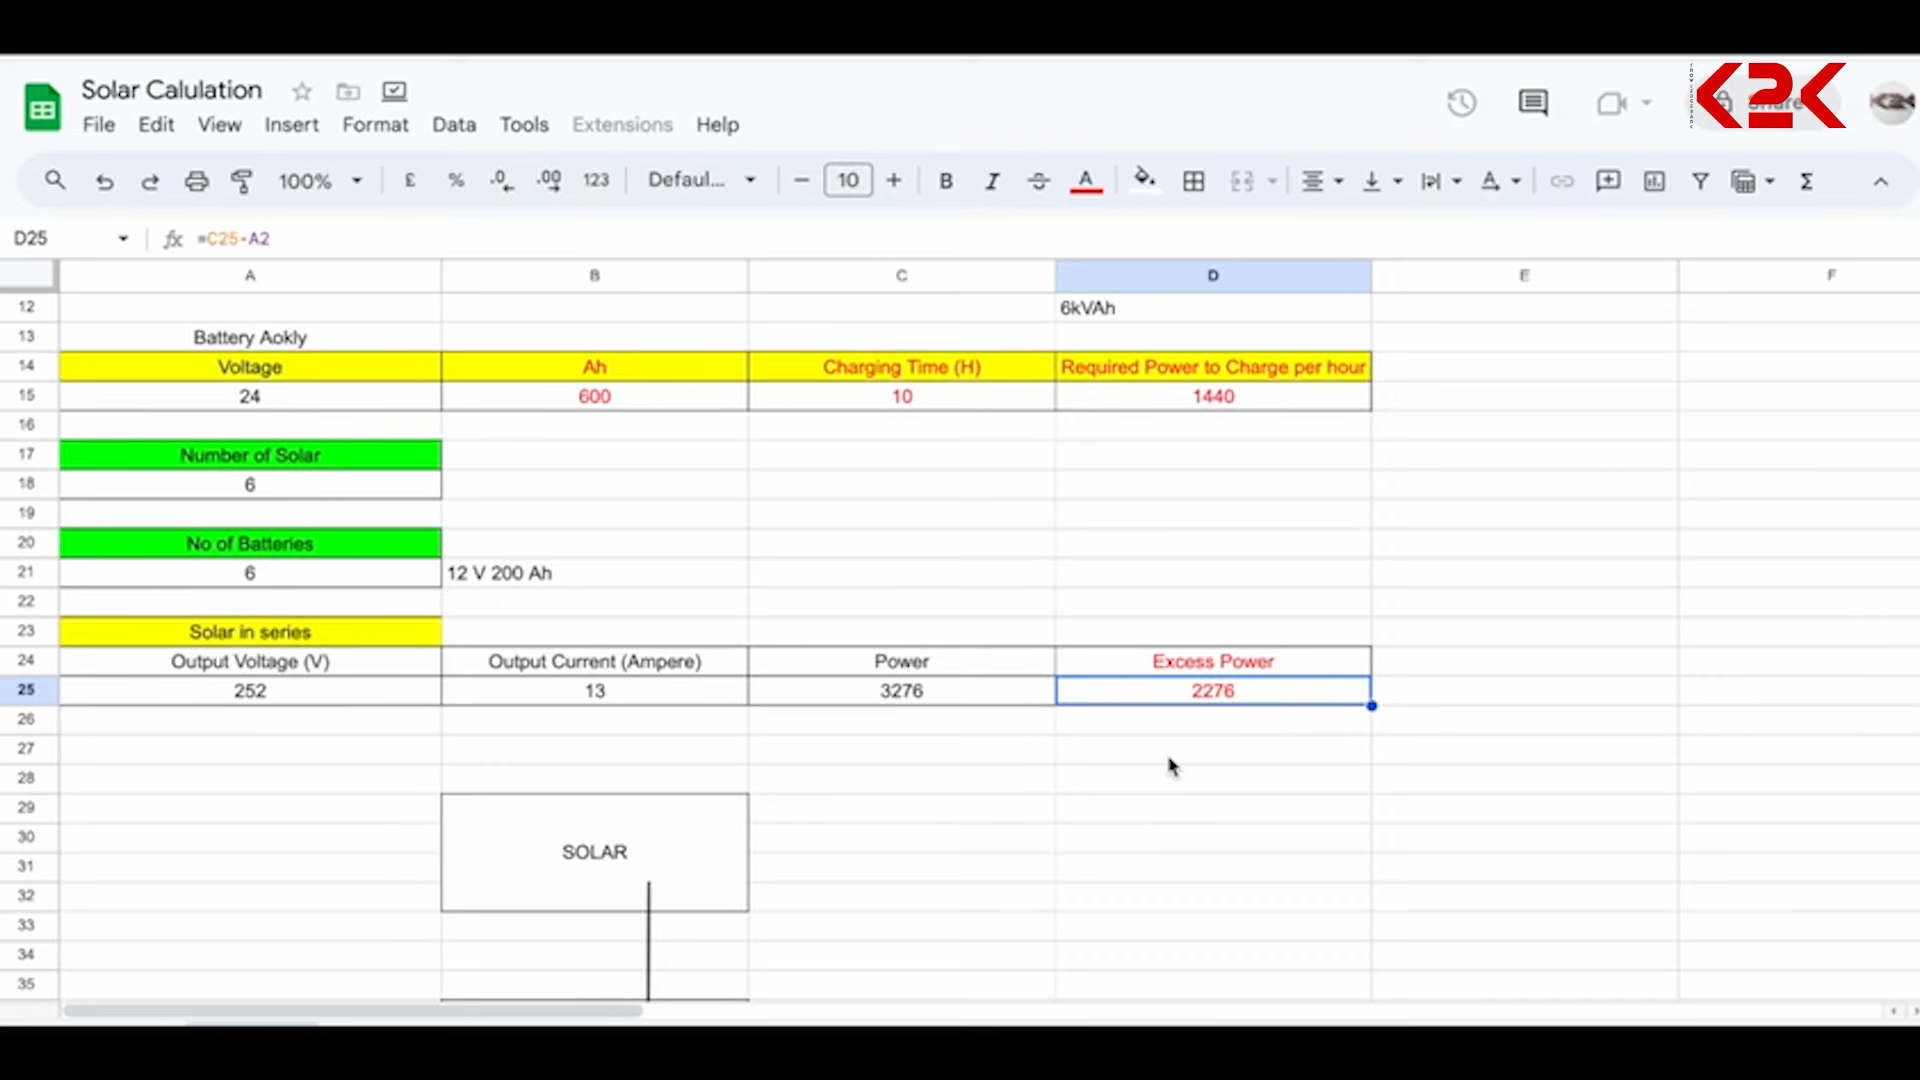 Solar Calulation
K2K
File Edit View Insert Format Data Tools Extensions Help
Share
100% £ % .0 .00 123 Defaul... 10 B I A Σ
D25 fx =C25-A2
A B C D E F
12 6kVAh
13 Battery Aokly
14 Voltage Ah Charging Time (H) Required Power to Charge per hour
15 24 600 10 1440
16
17 Number of Solar
18 6
19
20 No of Batteries
21 6 12 V 200 Ah
22
23 Solar in series
24 Output Voltage (V) Output Current (Ampere) Power Excess Power
25 252 13 3276 2276
26
27
28
29
30
SOLAR
31
32
33
34
35